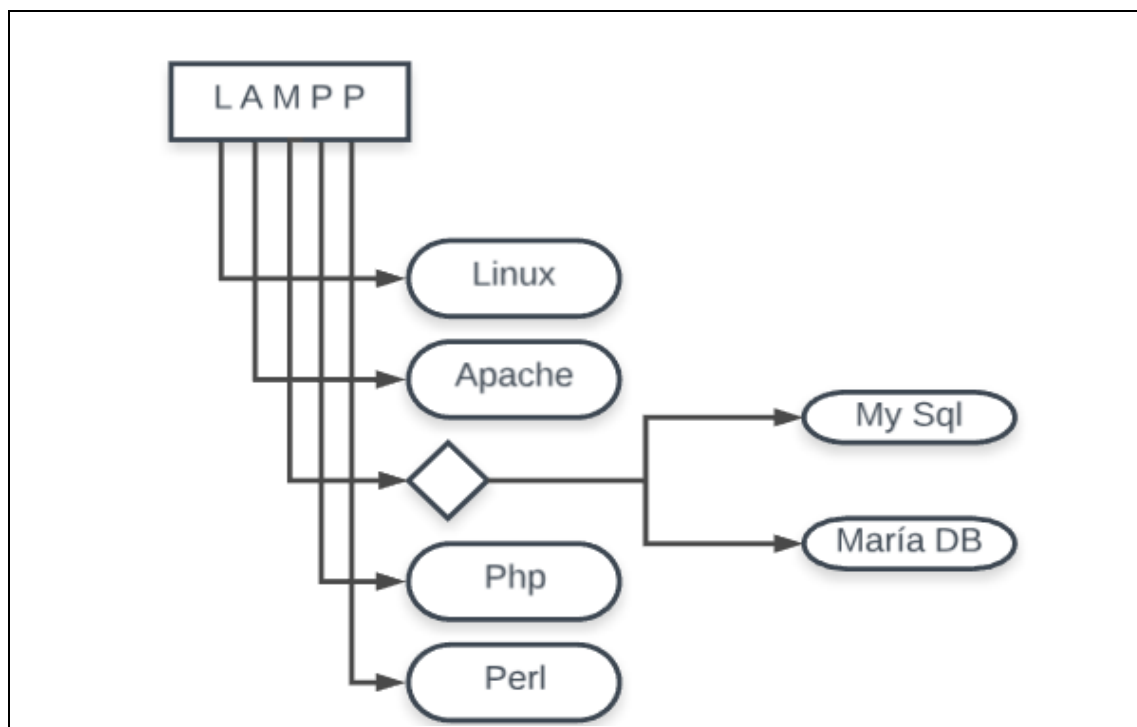 L A M P P
Linux
Apache
My Sql
María DB
Php
Perl